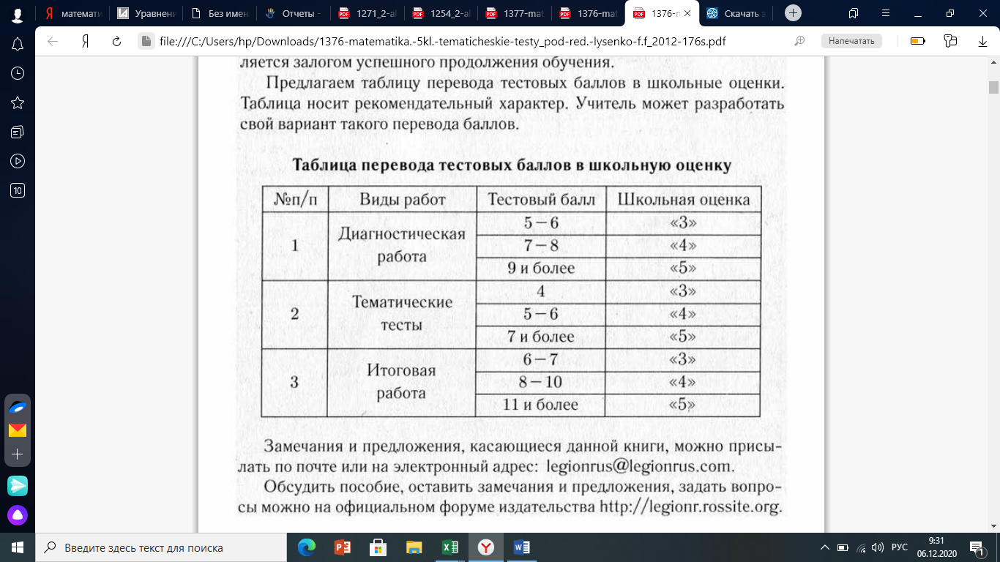 математи
Уравнени
Без имен
Отчеты -
1271_2-al
1254_2-al
1377-mat
1376-mat
1376-m
Скачать э
file:///C:/Users/hp/Downloads/1376-matematika.-5kl.-tematicheskie-testy_pod-red.-lysenko-f.f_2012-176s.pdf
Напечатать
10
ляется залогом успешного продолжения обучения.
Предлагаем таблицу перевода тестовых баллов в школьные оценки.
Таблица носит рекомендательный характер. Учитель может разработать
свой вариант такого перевода баллов.
Таблица перевода тестовых баллов в школьную оценку
№п/п Виды работ Тестовый балл Школьная оценка
1 Диагностическая работа 5 – 6 «3»
7 – 8 «4»
9 и более «5»
2 Тематические тесты 4 «3»
5 – 6 «4»
7 и более «5»
3 Итоговая работа 6 – 7 «3»
8 – 10 «4»
11 и более «5»
Замечания и предложения, касающиеся данной книги, можно присы-
лать по почте или на электронный адрес: legionrus@legionrus.com.
Обсудить пособие, оставить замечания и предложения, задать вопро-
сы можно на официальном форуме издательства http://legionr.rossite.org.
Введите здесь текст для поиска
РУС
9:31
06.12.2020
1